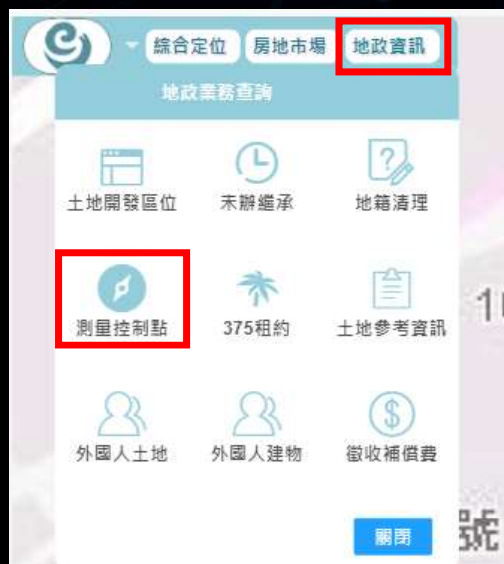 綜合定位 房地市場 地政資訊
地政業務查詢
土地開發區位 未辦繼承 地籍清理
測量控制點 375租約 土地參考資訊
外國人土地 外國人建物 徵收補償費
關閉
號